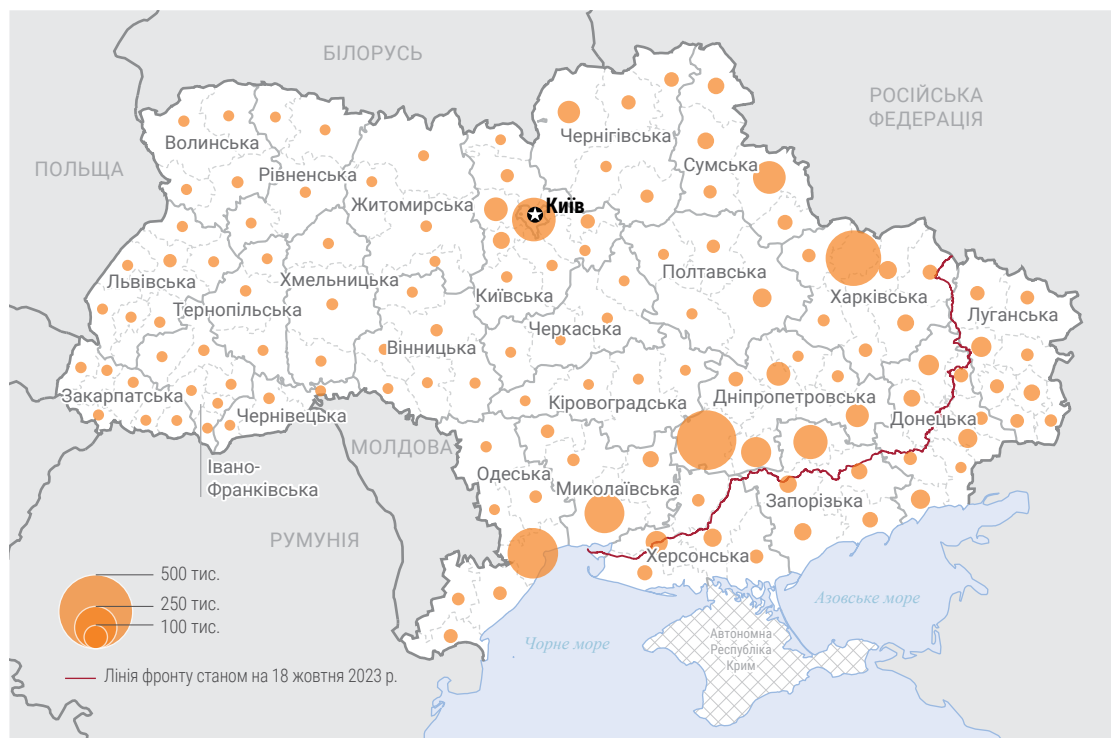 БІЛОРУСЬ
РОСІЙСЬКА
ФЕДЕРАЦІЯ
ПОЛЬЩА
Волинська
Рівненська
Житомирська
Київ
Чернігівська
Сумська
Львівська
Тернопільська
Хмельницька
Київська
Полтавська
Харківська
Луганська
Черкаська
Вінницька
Закарпатська
Чернівецька
Івано-
Франківська
Кіровоградська
Дніпропетровська
Донецька
МОЛДОВА
Одеська
Миколаївська
Запорізька
Херсонська
РУМУНІЯ
500 тис.
250 тис.
100 тис.
Азовське море
Чорне море
Автономна
Республіка
Крим
Лінія фронту станом на 18 жовтня 2023 р.